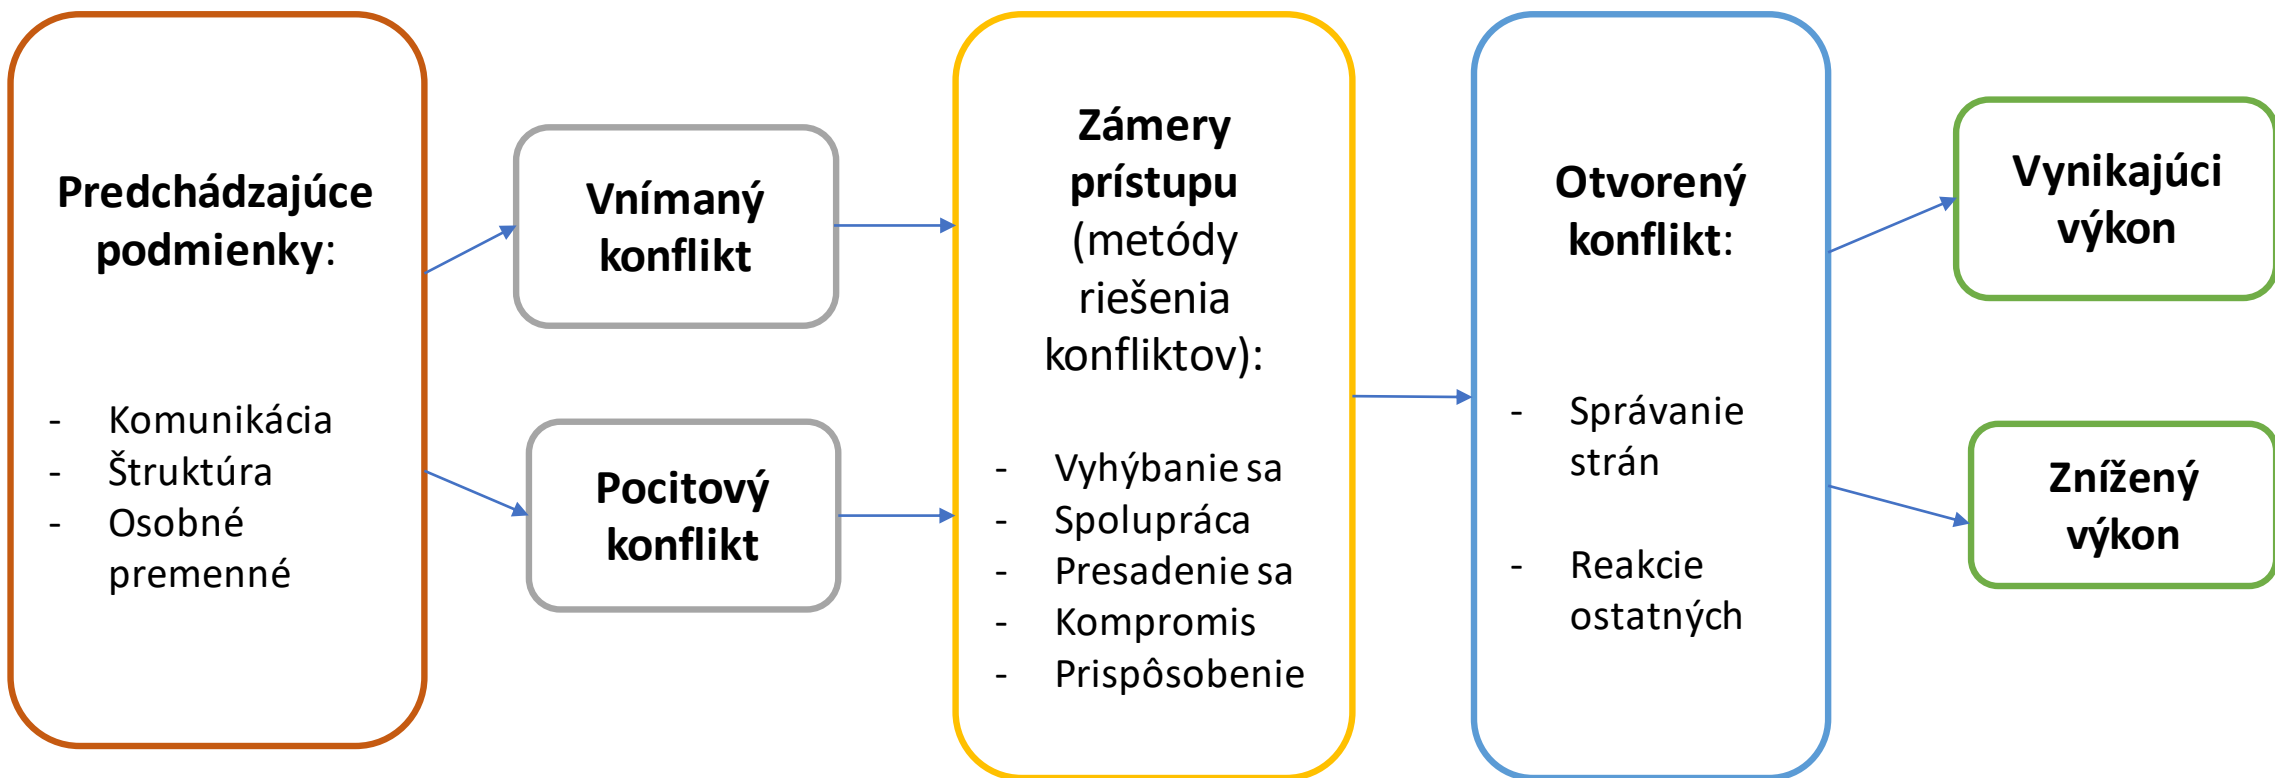 Predchádzajúce
podmienky:
- Komunikácia
- Štruktúra
- Osobné
premenné
Vnímaný
konflikt
Pocitový
konflikt
Zámery
prístupu
(metódy
riešenia
konfliktov):
- Vyhýbanie sa
- Spolupráca
- Presadenie sa
- Kompromis
- Prispôsobenie
Otvorený
konflikt:
- Správanie
strán
- Reakcie
ostatných
Vynikajúci
výkon
Znížený
výkon